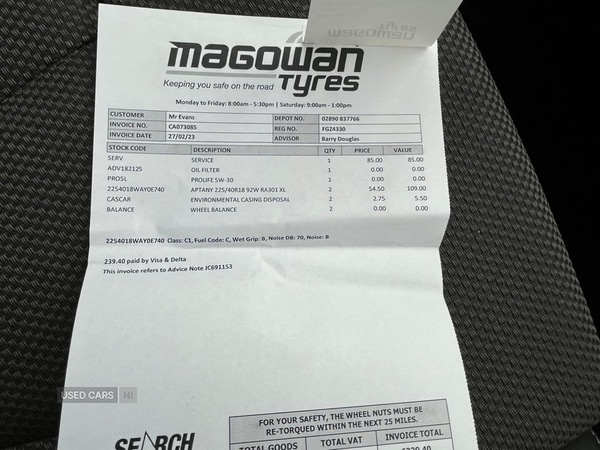 MAGOWAN
Keeping you safe on the road TYRES
Monday to Friday: 8:00am - 5:30pm | Saturday: 9:00am - 1:00pm
CUSTOMER Mr Evans DEPOT NO. 02890 837766
INVOICE NO. CA073085 REG NO. FGZ4330
INVOICE DATE 27/02/23 ADVISOR Barry Douglas
STOCK CODE DESCRIPTION QTY PRICE VALUE
SERV SERVICE 1 85.00 85.00
ADV182125 OIL FILTER 1 0.00 0.00
PRO5L PROLIFE 5W-30 1 0.00 0.00
2254018WAY0E740 APTANY 225/40R18 92W RA301 XL 2 54.50 109.00
CASCAR ENVIRONMENTAL CASING DISPOSAL 2 2.75 5.50
BALANCE WHEEL BALANCE 2 0.00 0.00
2254018WAY0E740 Class: C1, Fuel Code: C, Wet Grip: B, Noise DB: 70, Noise: B
239.40 paid by Visa & Delta
This invoice refers to Advice Note JC691153
USED CARS NI
FOR YOUR SAFETY, THE WHEEL NUTS MUST BE
RE-TORQUED WITHIN THE NEXT 25 MILES.
SEARCH
TOTAL GOODS TOTAL VAT INVOICE TOTAL